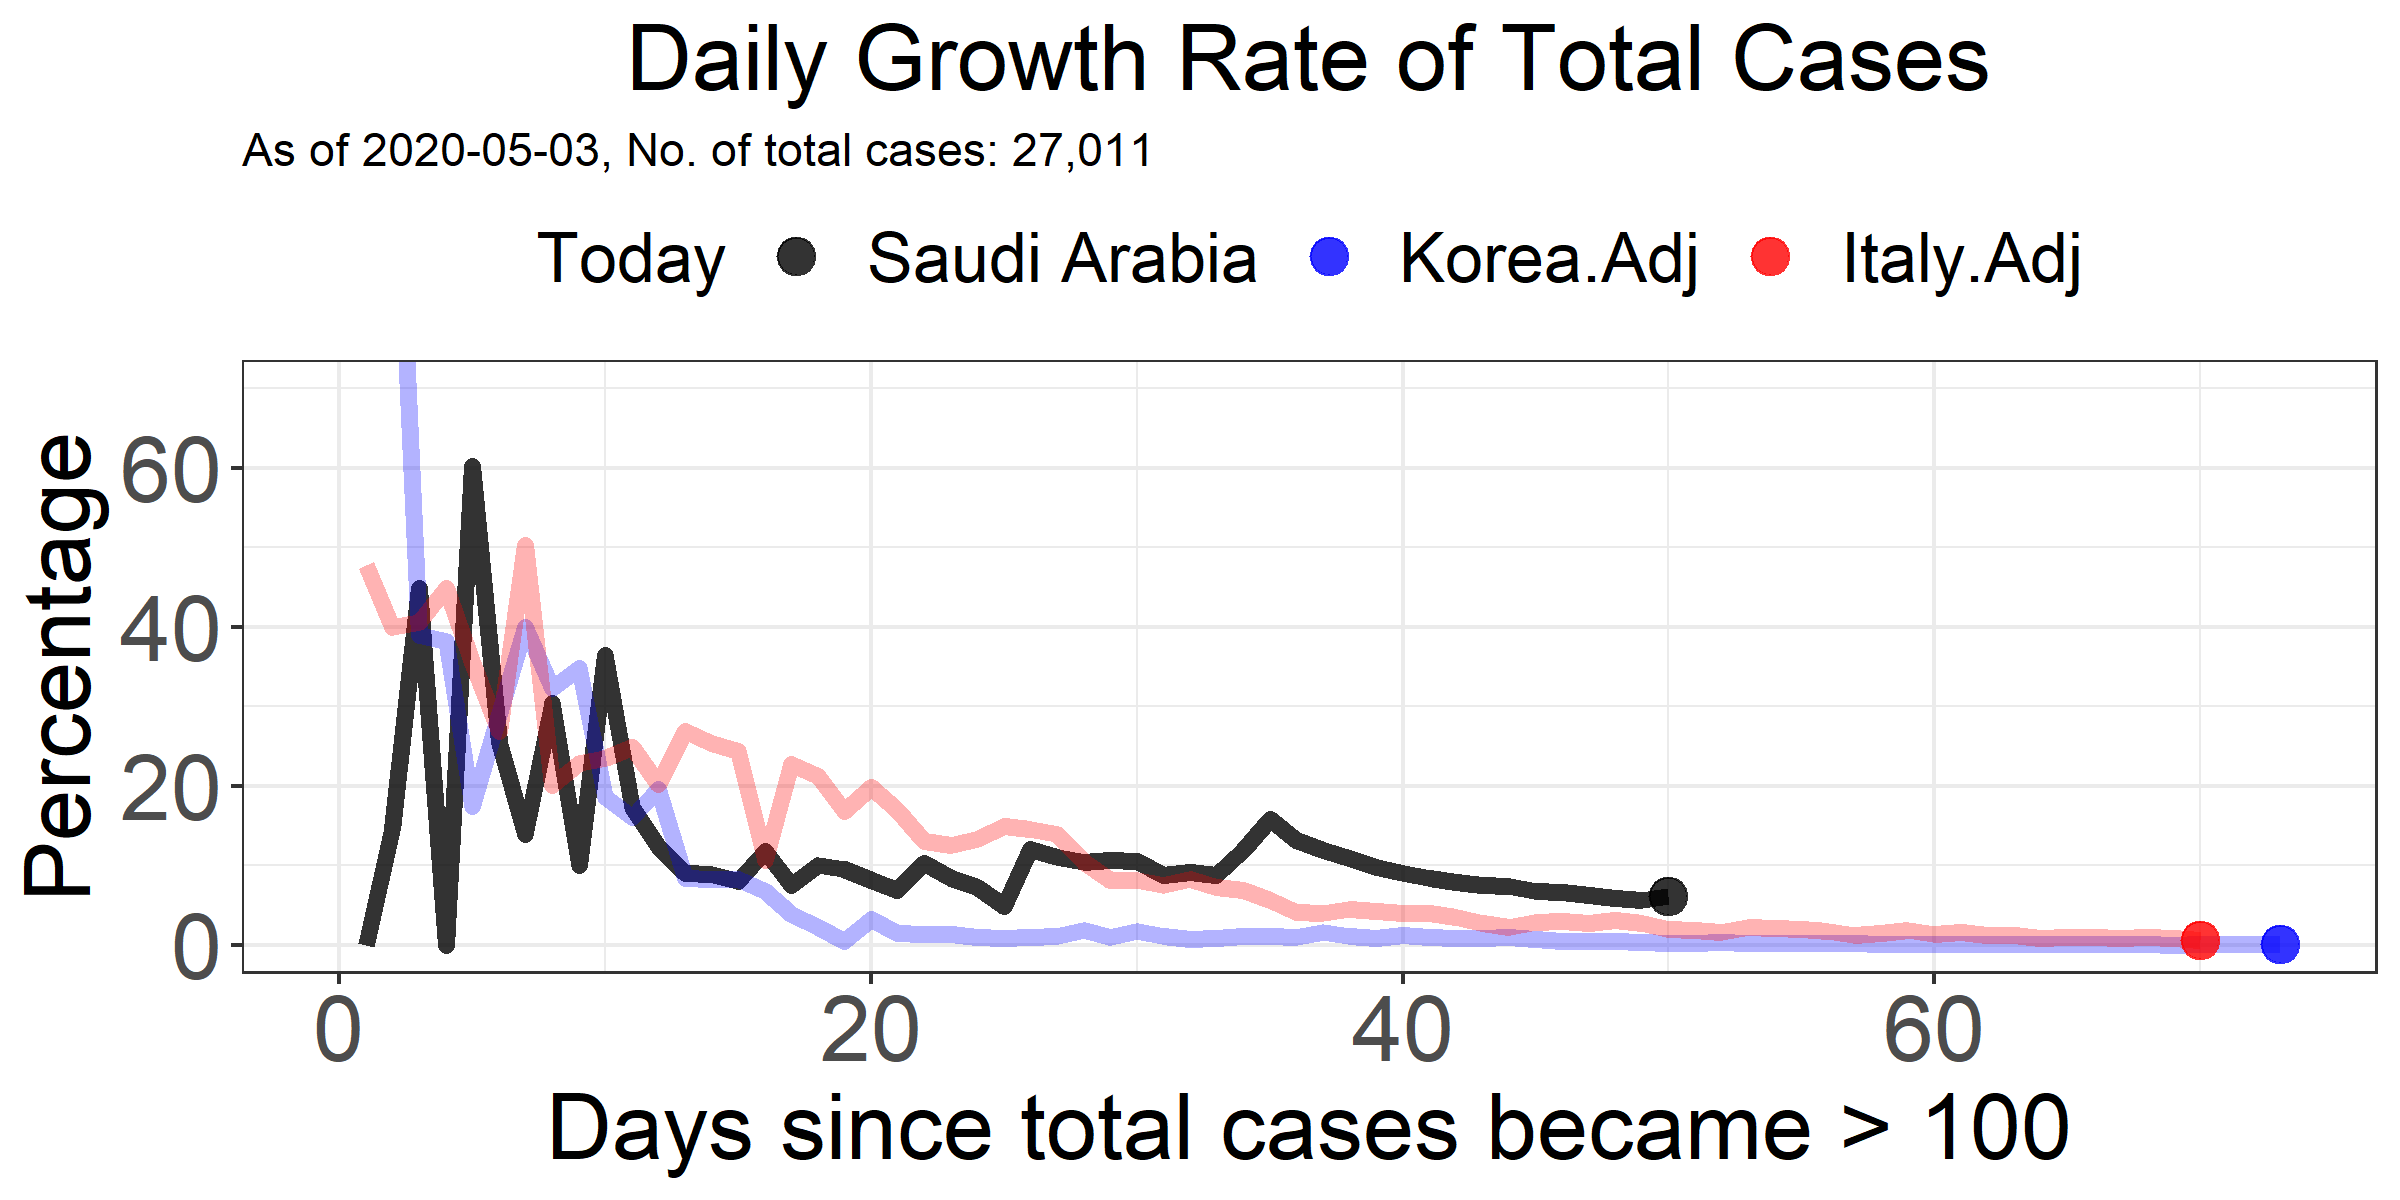 Daily Growth Rate of Total Cases
As of 2020-05-03, No. of total cases: 27,011
Today Saudi Arabia Korea.Adj Italy.Adj
Percentage
60
40
20
0
0 20 40 60
Days since total cases became > 100